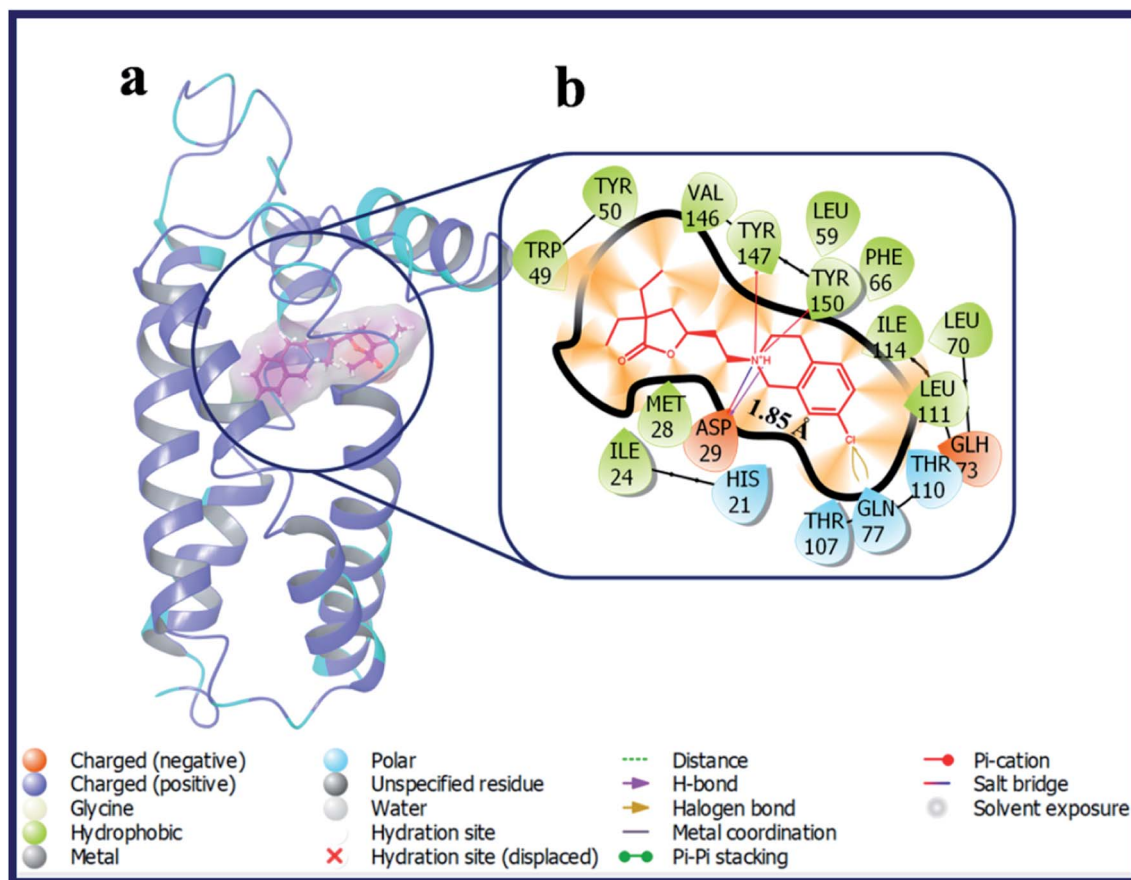 a
b
TYR
50
VAL
146
LEU
59
TYR
147
TRP
49
PHE
66
TYR
150
ILE
114
LEU
70
O
O
N⁺H
MET
28
ASP
29
1.85 Å
Cl
LEU
111
GLH
73
ILE
24
HIS
21
THR
110
THR
107
GLN
77
Charged (negative)
Charged (positive)
Glycine
Hydrophobic
Metal
Polar
Unspecified residue
Water
Hydration site
Hydration site (displaced)
Distance
H-bond
Halogen bond
Metal coordination
Pi-Pi stacking
Pi-cation
Salt bridge
Solvent exposure